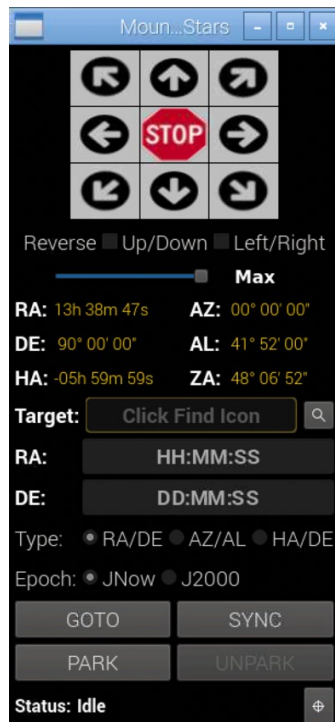 Moun...Stars
STOP
Reverse Up/Down Left/Right
Max
RA: 13h 38m 47s AZ: 00° 00' 00"
DE: 90° 00' 00" AL: 41° 52' 00"
HA: -05h 59m 59s ZA: 48° 06' 52"
Target: Click Find Icon
RA: HH:MM:SS
DE: DD:MM:SS
Type: RA/DE AZ/AL HA/DE
Epoch: JNow J2000
GOTO SYNC
PARK UNPARK
Status: Idle